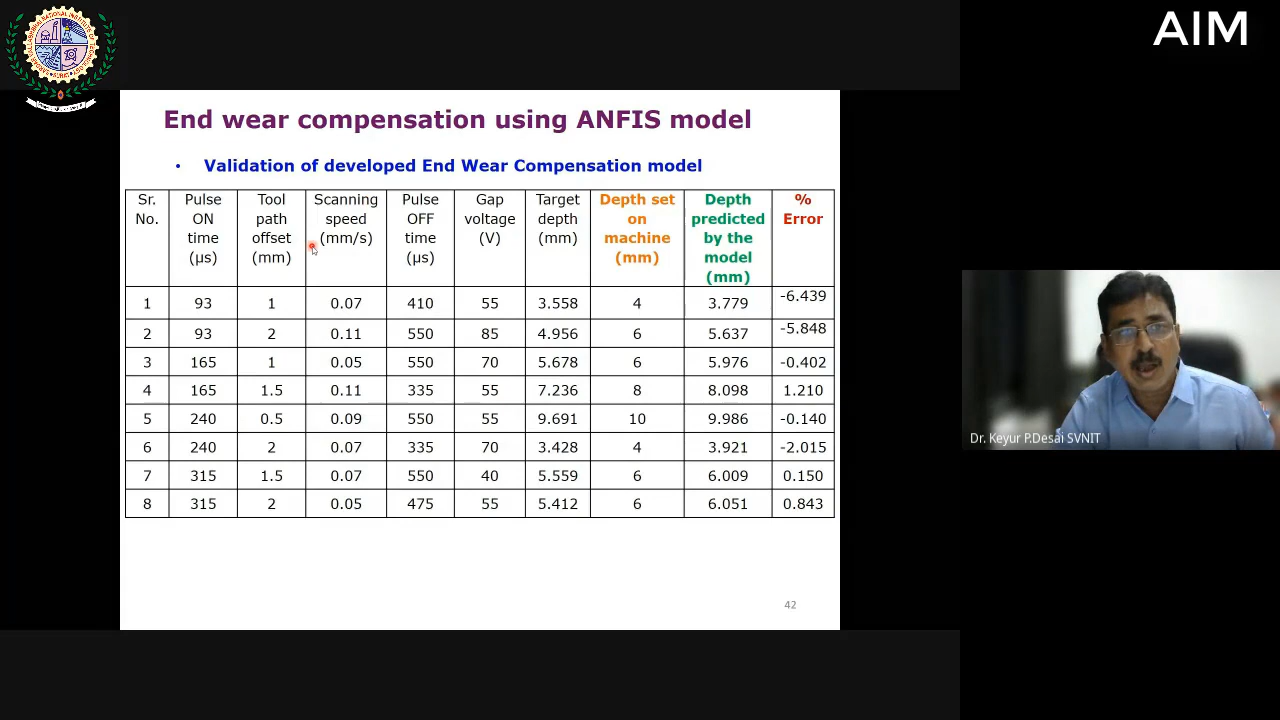 AIM
End wear compensation using ANFIS model
• Validation of developed End Wear Compensation model
Sr. No. Pulse ON time (µs) Tool path offset (mm) Scanning speed (mm/s) Pulse OFF time (µs) Gap voltage (V) Target depth (mm) Depth set on machine (mm) Depth predicted by the model (mm) % Error
1 93 1 0.07 410 55 3.558 4 3.779 -6.439
2 93 2 0.11 550 85 4.956 6 5.637 -5.848
3 165 1 0.05 550 70 5.678 6 5.976 -0.402
4 165 1.5 0.11 335 55 7.236 8 8.098 1.210
5 240 0.5 0.09 550 55 9.691 10 9.986 -0.140
6 240 2 0.07 335 70 3.428 4 3.921 -2.015
7 315 1.5 0.07 550 40 5.559 6 6.009 0.150
8 315 2 0.05 475 55 5.412 6 6.051 0.843
42
Dr. Keyur P.Desai SVNIT